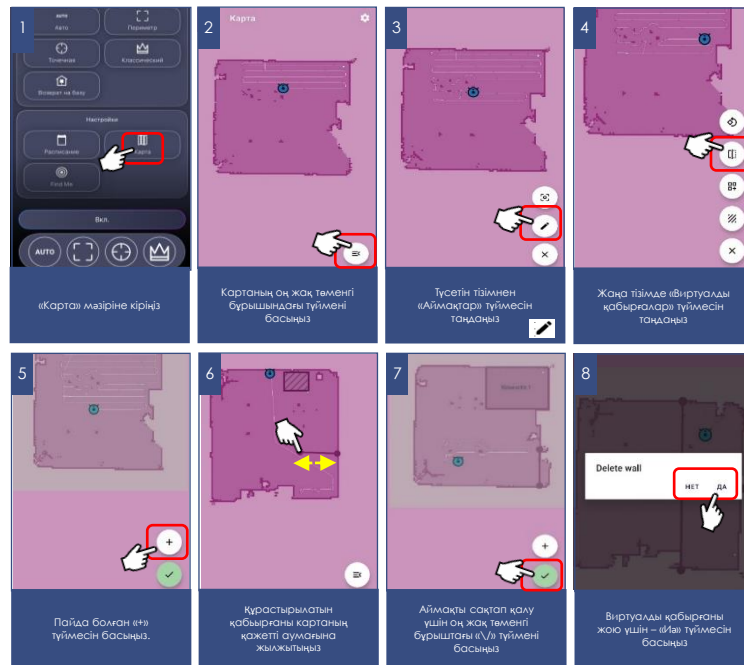 1
Авто
Периметр
Точечная
Классический
Возврат на базу
Настройки
Расписание
Карта
Find Me
Вкл.
AUTO
«Карта» мәзіріне кіріңіз
2
Карта
Картаның оң жақ төменгі
бұрышындағы түймені
басыңыз
3
Түсетін тізімнен
«Аймақтар» түймесін
таңдаңыз
4
Жаңа тізімде «Виртуалды
қабырғалар» түймесін
таңдаңыз
5
Пайда болған «+»
түймесін басыңыз.
6
Құрастырылатын
қабырғаны картаның
қажетті аумағына
жылжытыңыз
7
Аймақты сақтап қалу
үшін оң жақ төменгі
бұрыштағы «\/» түймені
басыңыз
8
Delete wall
НЕТ ДА
Виртуалды қабырғаны
жою үшін – «Иә» түймесін
басыңыз